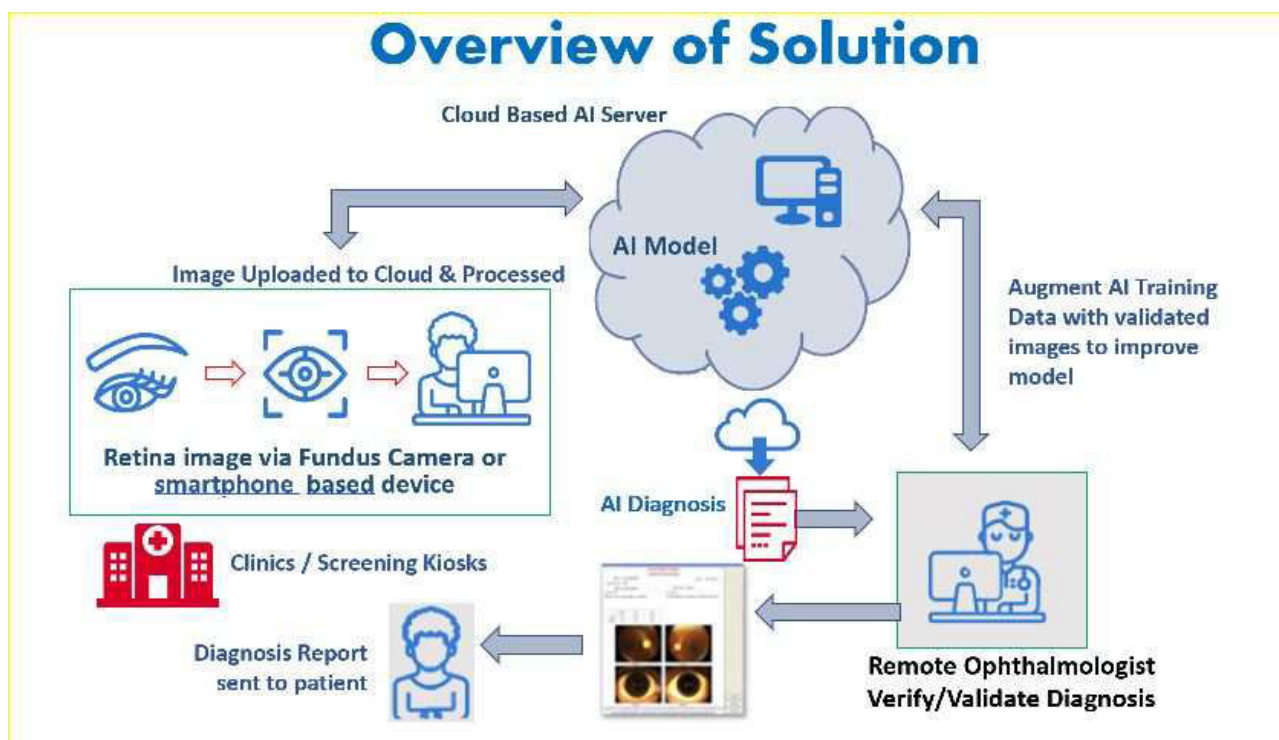 Overview of Solution
Cloud Based AI Server
AI Model
Image Uploaded to Cloud & Processed
Augment AI Training
Data with validated
images to improve
model
Retina image via Fundus Camera or
smartphone based device
AI Diagnosis
Clinics / Screening Kiosks
Diagnosis Report
sent to patient
Remote Ophthalmologist
Verify/Validate Diagnosis